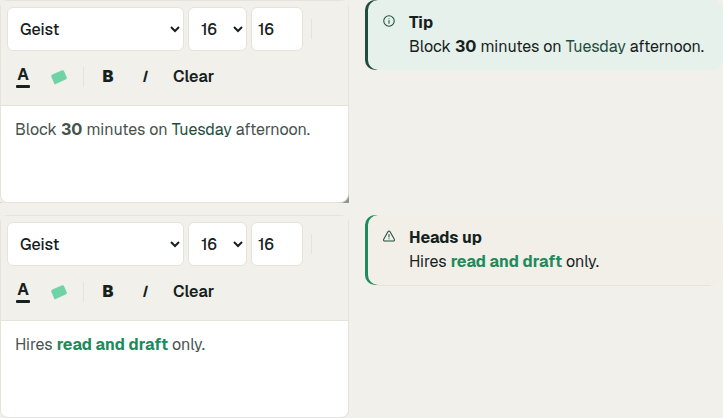 Geist 16 16
A B I Clear
Block 30 minutes on Tuesday afternoon.
Tip
Block 30 minutes on Tuesday afternoon.
Geist 16 16
A B I Clear
Hires read and draft only.
Heads up
Hires read and draft only.